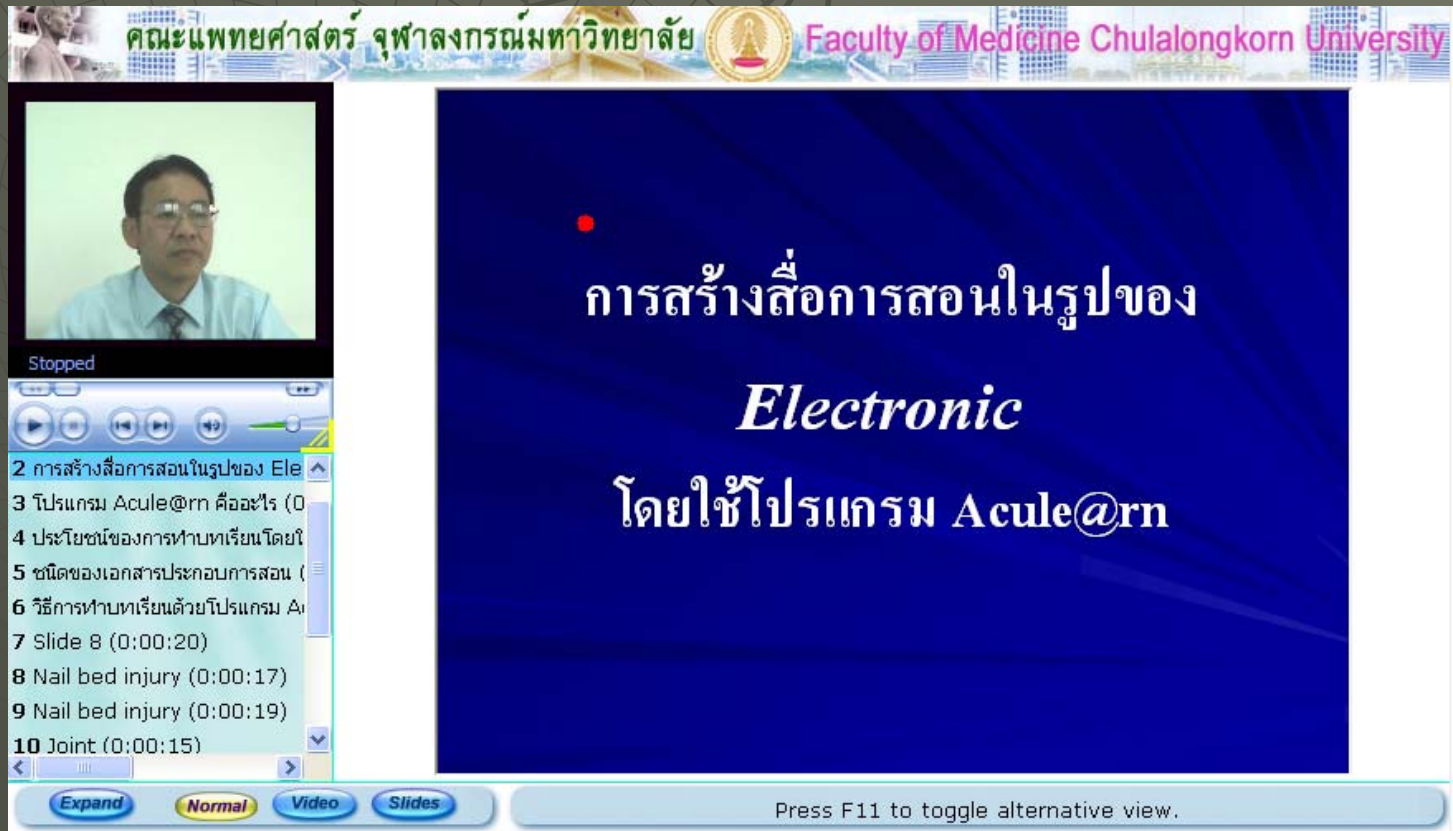 คณะแพทยศาสตร์ จุฬาลงกรณ์มหาวิทยาลัย Faculty of Medicine Chulalongkorn University
Stopped
2 การสร้างสื่อการสอนในรูปของ Ele
3 โปรแกรม Acule@rn คืออะไร (0
4 ประโยชน์ของการทำบทเรียนโดยใ
5 ชนิดของเอกสารประกอบการสอน (
6 วิธีการทำบทเรียนด้วยโปรแกรม A
7 Slide 8 (0:00:20)
8 Nail bed injury (0:00:17)
9 Nail bed injury (0:00:19)
10 Joint (0:00:15)
การสร้างสื่อการสอนในรูปของ
Electronic
โดยใช้โปรแกรม Acule@rn
Expand Normal Video Slides
Press F11 to toggle alternative view.